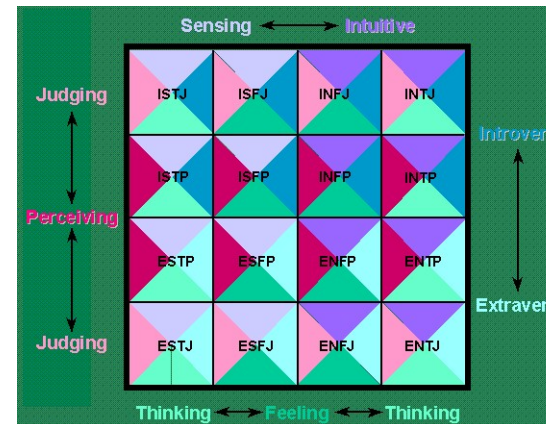 Sensing Intuitive
Judging
ISTJ ISFJ INFJ INTJ
Introver
ISTP ISFP INFP INTP
Perceiving
ESTP ESFP ENFP ENTP
Extraver
Judging
ESTJ ESFJ ENFJ ENTJ
Thinking Feeling Thinking